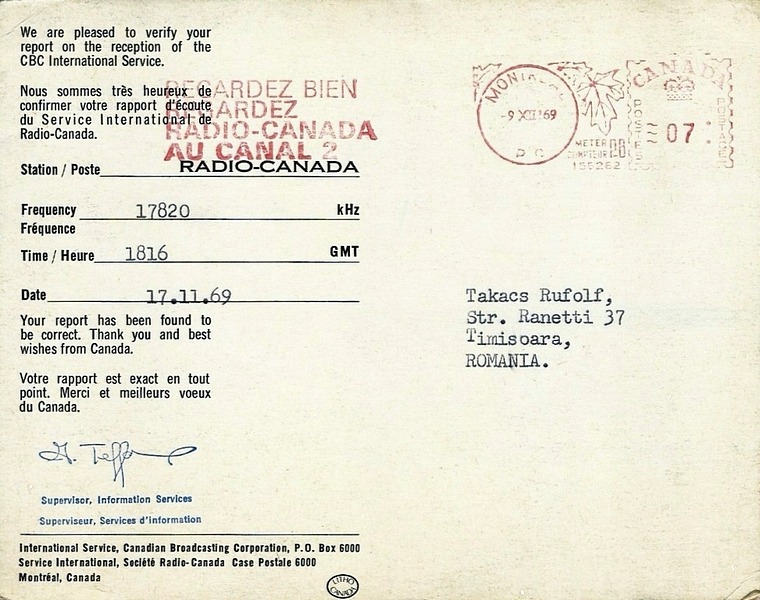 We are pleased to verify your
report on the reception of the
CBC International Service.
Nous sommes très heureux de
confirmer votre rapport d'écoute
du Service International de
Radio-Canada.
REGARDEZ BIEN
REGARDEZ
RADIO-CANADA
AU CANAL 2
Station / Poste RADIO-CANADA
Frequency 17820 kHz
Fréquence
Time / Heure 1816 GMT
Date 17.11.69
Your report has been found to
be correct. Thank you and best
wishes from Canada.
Votre rapport est exact en tout
point. Merci et meilleurs voeux
du Canada.
Supervisor, Information Services
Superviseur, Services d'information
International Service, Canadian Broadcasting Corporation, P.O. Box 6000
Service International, Société Radio-Canada Case Postale 6000
Montréal, Canada
LITHO
CANADA
MONTREAL
-9 XII '69
P Q
CANADA
POSTES
POSTAGE
07
METER
COMPTEUR
Takacs Rufolf,
Str. Ranetti 37
Timisoara,
ROMANIA.